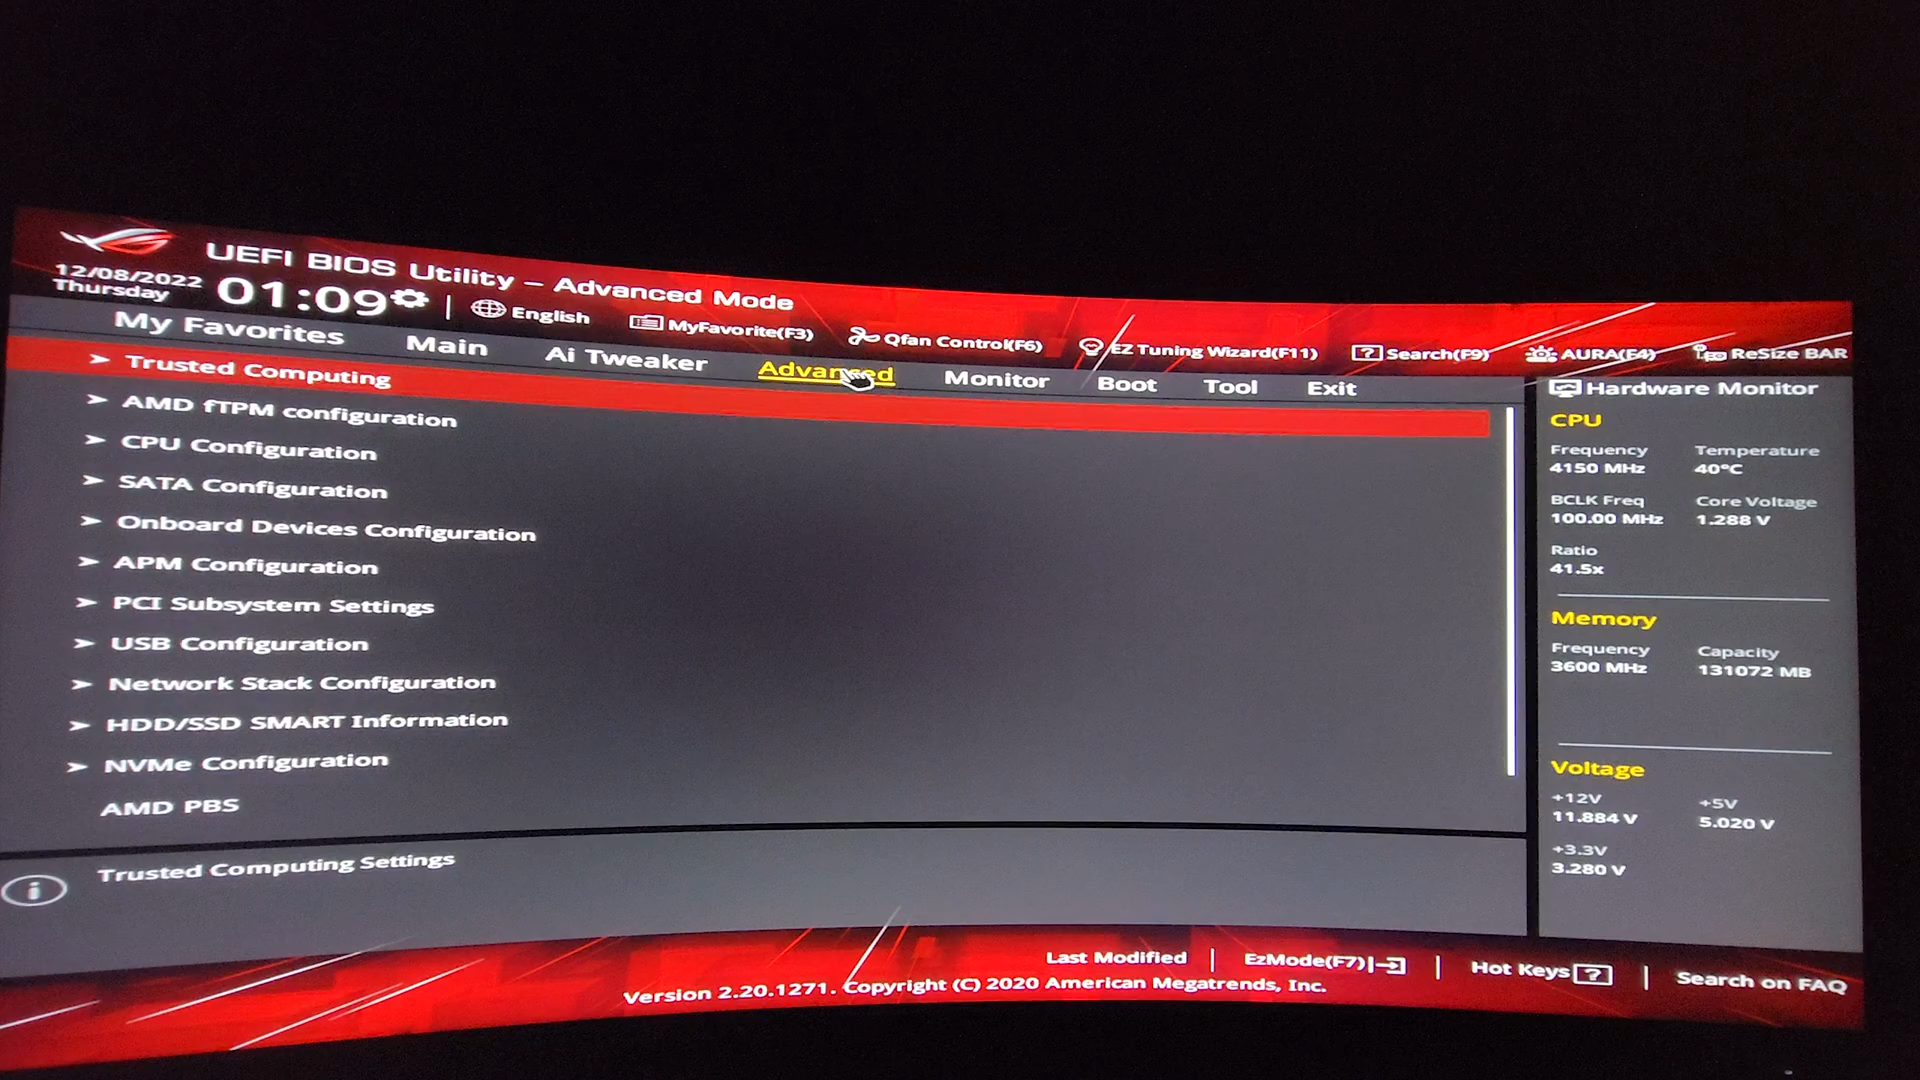 UEFI BIOS Utility – Advanced Mode
12/08/2022
Thursday
01:09
English
MyFavorite(F3)
Qfan Control(F6)
EZ Tuning Wizard(F11)
Search(F9)
AURA(F4)
ReSize BAR
My Favorites
Main
Ai Tweaker
Advanced
Monitor
Boot
Tool
Exit
Trusted Computing
AMD fTPM configuration
CPU Configuration
SATA Configuration
Onboard Devices Configuration
APM Configuration
PCI Subsystem Settings
USB Configuration
Network Stack Configuration
HDD/SSD SMART Information
NVMe Configuration
AMD PBS
Trusted Computing Settings
Hardware Monitor
CPU
Frequency Temperature
4150 MHz 40°C
BCLK Freq Core Voltage
100.00 MHz 1.288 V
Ratio
41.5x
Memory
Frequency Capacity
3600 MHz 131072 MB
Voltage
+12V +5V
11.884 V 5.020 V
+3.3V
3.280 V
Last Modified
EzMode(F7)
Hot Keys ?
Search on FAQ
Version 2.20.1271. Copyright (C) 2020 American Megatrends, Inc.